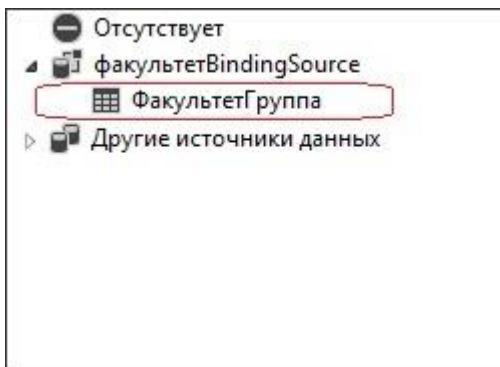 Отсутствует
факультетBindingSource
ФакультетГруппа
Другие источники данных